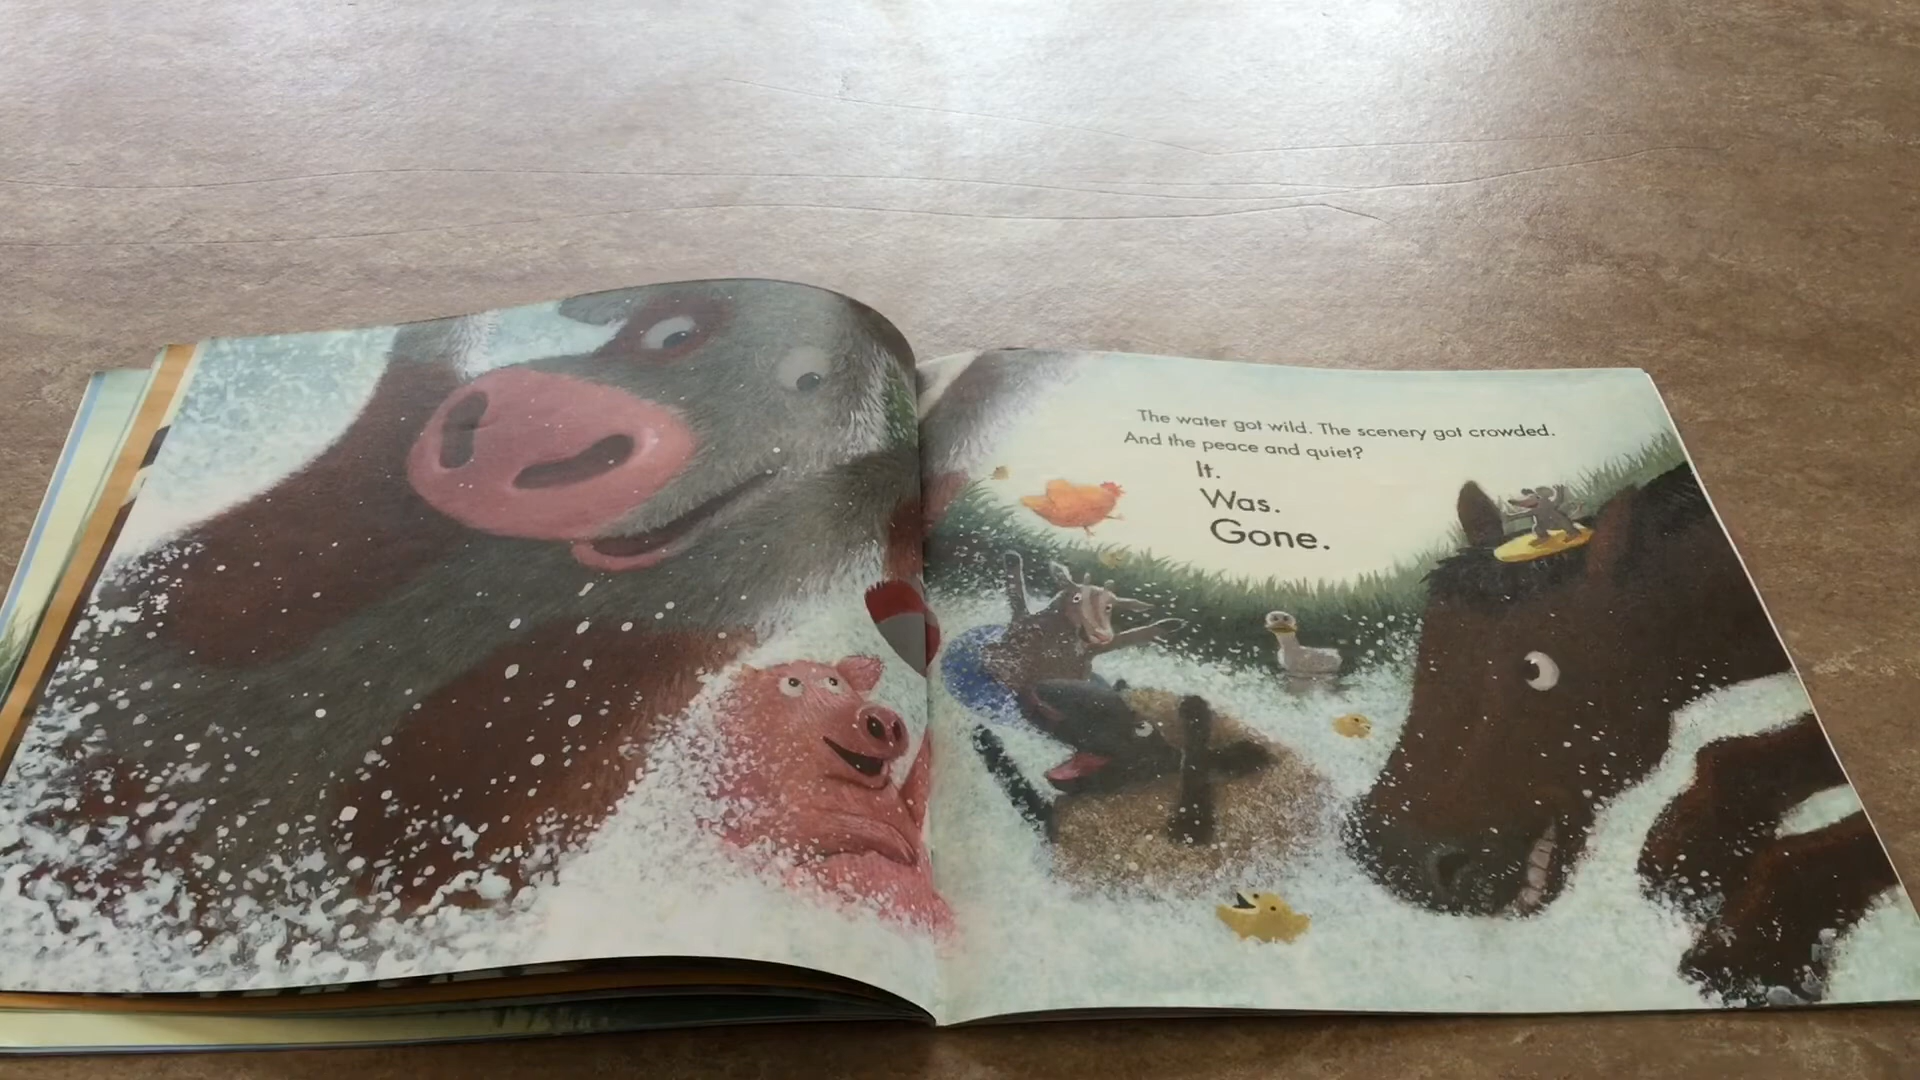 The water got wild. The scenery got crowded.
And the peace and quiet?
It.
Was.
Gone.